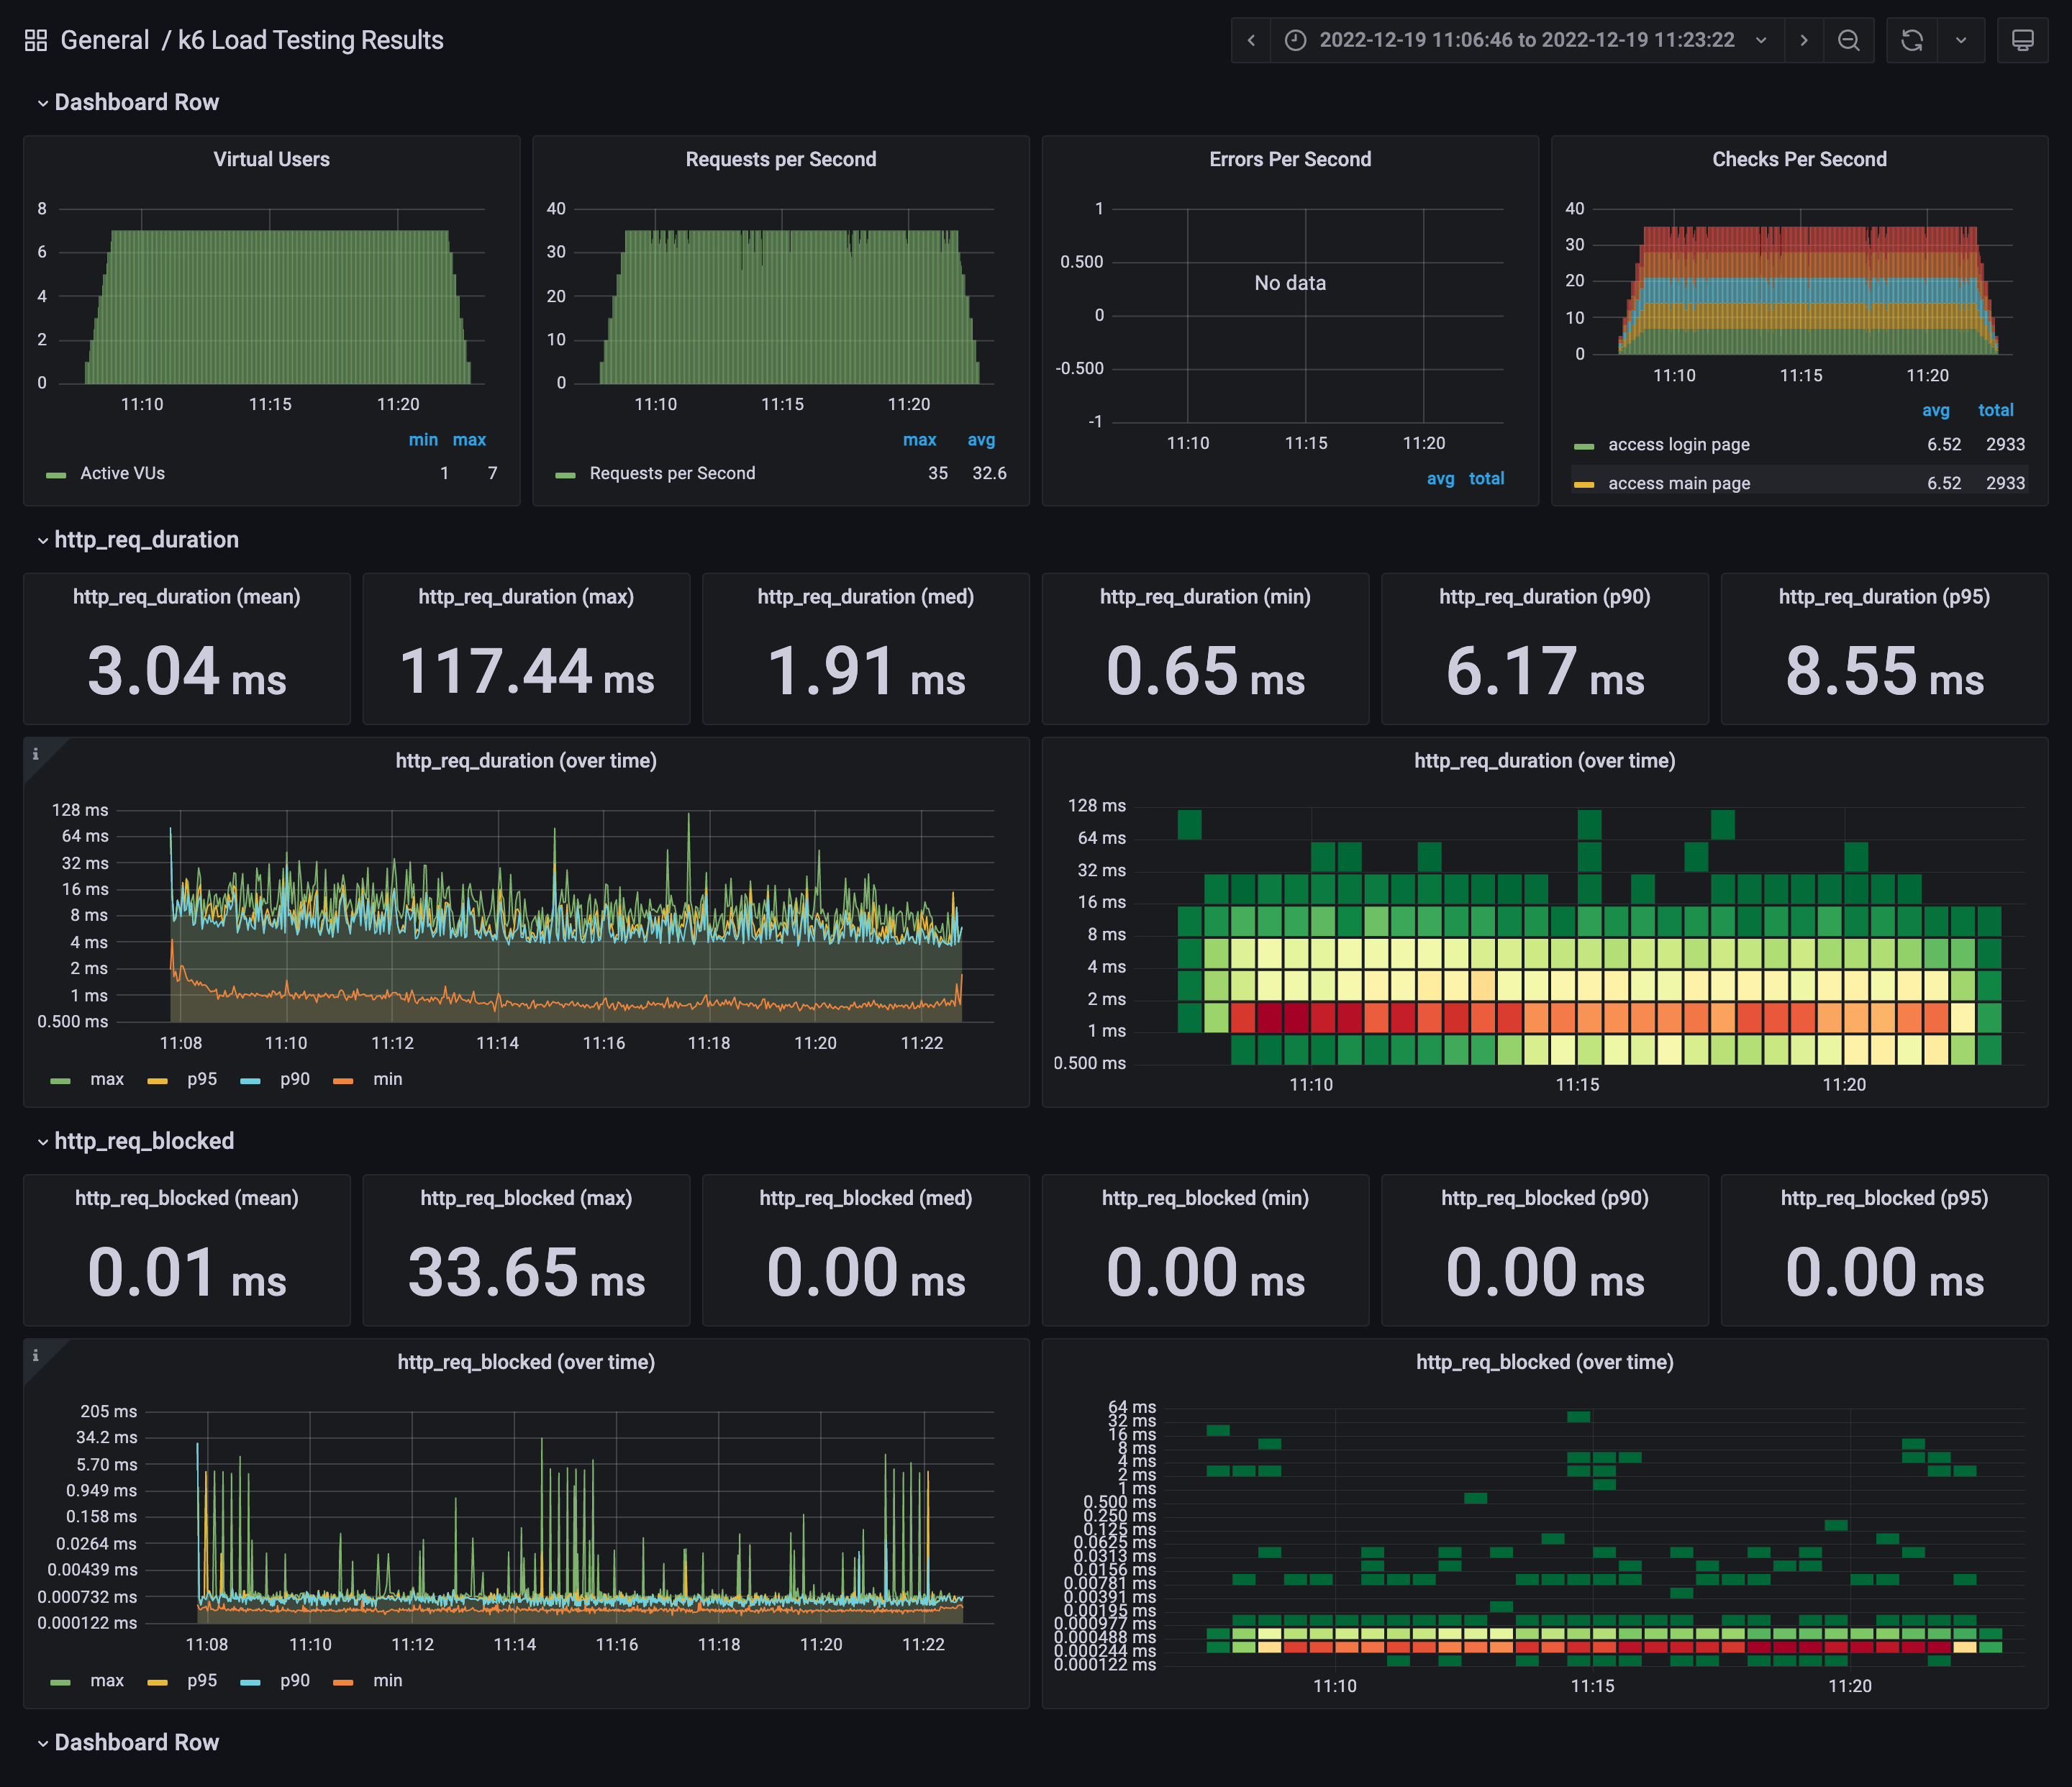 General / k6 Load Testing Results
2022-12-19 11:06:46 to 2022-12-19 11:23:22
Dashboard Row
Virtual Users
8
6
4
2
0
11:10 11:15 11:20
min max
Active VUs 1 7
Requests per Second
40
30
20
10
0
11:10 11:15 11:20
max avg
Requests per Second 35 32.6
Errors Per Second
1
0.500
0
-0.500
-1
No data
11:10 11:15 11:20
avg total
Checks Per Second
40
30
20
10
0
11:10 11:15 11:20
avg total
access login page 6.52 2933
access main page 6.52 2933
http_req_duration
http_req_duration (mean)
3.04 ms
http_req_duration (max)
117.44 ms
http_req_duration (med)
1.91 ms
http_req_duration (min)
0.65 ms
http_req_duration (p90)
6.17 ms
http_req_duration (p95)
8.55 ms
i
http_req_duration (over time)
128 ms
64 ms
32 ms
16 ms
8 ms
4 ms
2 ms
1 ms
0.500 ms
11:08 11:10 11:12 11:14 11:16 11:18 11:20 11:22
max p95 p90 min
http_req_duration (over time)
128 ms
64 ms
32 ms
16 ms
8 ms
4 ms
2 ms
1 ms
0.500 ms
11:10 11:15 11:20
http_req_blocked
http_req_blocked (mean)
0.01 ms
http_req_blocked (max)
33.65 ms
http_req_blocked (med)
0.00 ms
http_req_blocked (min)
0.00 ms
http_req_blocked (p90)
0.00 ms
http_req_blocked (p95)
0.00 ms
i
http_req_blocked (over time)
205 ms
34.2 ms
5.70 ms
0.949 ms
0.158 ms
0.0264 ms
0.00439 ms
0.000732 ms
0.000122 ms
11:08 11:10 11:12 11:14 11:16 11:18 11:20 11:22
max p95 p90 min
http_req_blocked (over time)
64 ms
32 ms
16 ms
8 ms
4 ms
2 ms
1 ms
0.500 ms
0.250 ms
0.125 ms
0.0625 ms
0.0313 ms
0.0156 ms
0.00781 ms
0.00391 ms
0.00195 ms
0.000977 ms
0.000488 ms
0.000244 ms
0.000122 ms
11:10 11:15 11:20
Dashboard Row